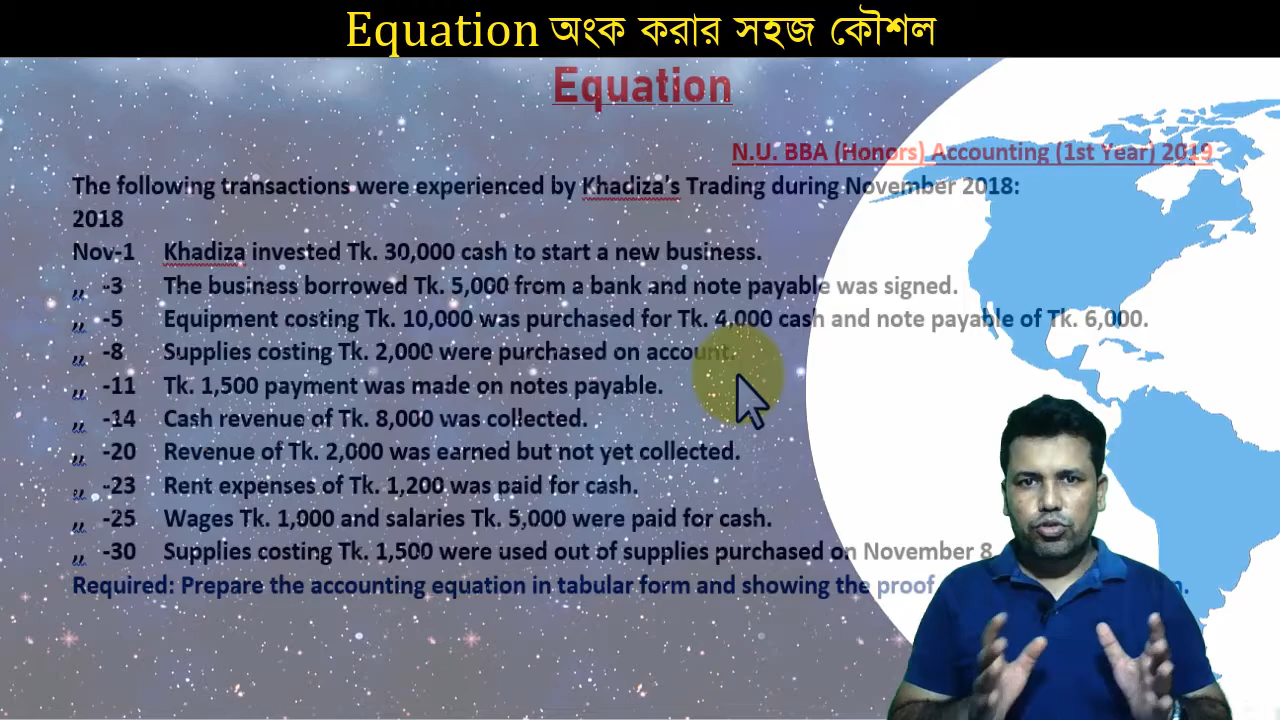 Equation অংক করার সহজ কৌশল
Equation
N.U. BBA (Honors) Accounting (1st Year) 2019
The following transactions were experienced by Khadiza's Trading during November 2018:
2018
Nov-1 Khadiza invested Tk. 30,000 cash to start a new business.
,, -3 The business borrowed Tk. 5,000 from a bank and note payable was signed.
,, -5 Equipment costing Tk. 10,000 was purchased for Tk. 4,000 cash and note payable of Tk. 6,000.
,, -8 Supplies costing Tk. 2,000 were purchased on account.
,, -11 Tk. 1,500 payment was made on notes payable.
,, -14 Cash revenue of Tk. 8,000 was collected.
,, -20 Revenue of Tk. 2,000 was earned but not yet collected.
,, -23 Rent expenses of Tk. 1,200 was paid for cash.
,, -25 Wages Tk. 1,000 and salaries Tk. 5,000 were paid for cash.
,, -30 Supplies costing Tk. 1,500 were used out of supplies purchased on November 8
Required: Prepare the accounting equation in tabular form and showing the proof